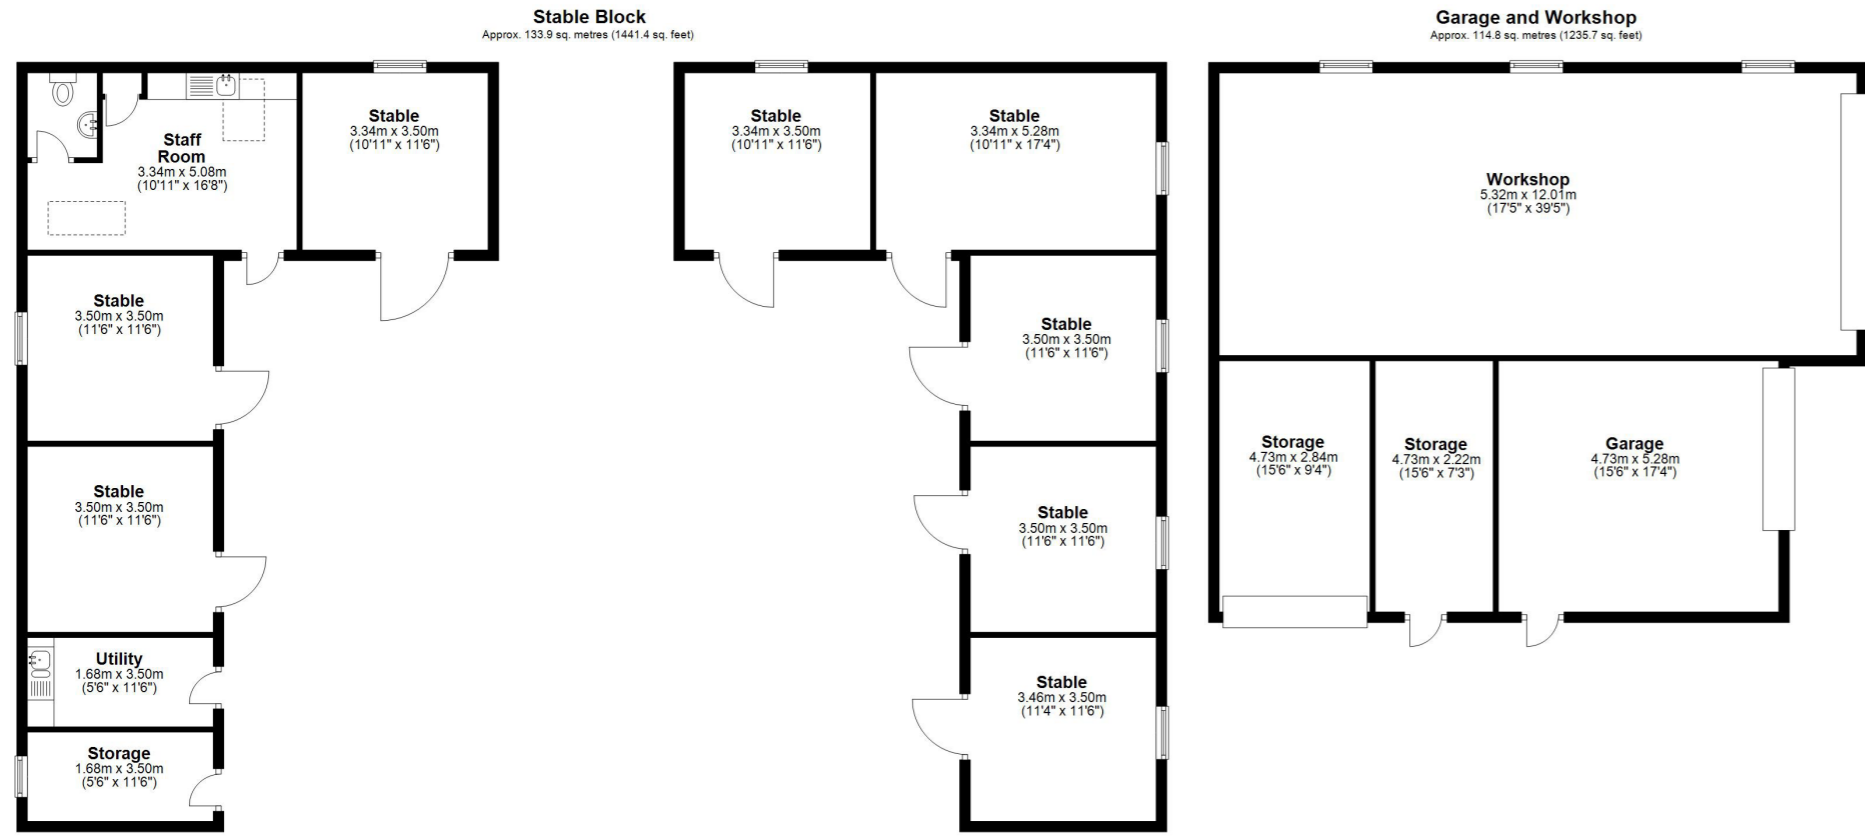 Stable Block
Approx. 133.9 sq. metres (1441.4 sq. feet)
Staff
Room
3.34m x 5.08m
(10'11" x 16'8")
Stable
3.34m x 3.50m
(10'11" x 11'6")
Stable
3.34m x 3.50m
(10'11" x 11'6")
Stable
3.34m x 5.28m
(10'11" x 17'4")
Stable
3.50m x 3.50m
(11'6" x 11'6")
Stable
3.50m x 3.50m
(11'6" x 11'6")
Stable
3.50m x 3.50m
(11'6" x 11'6")
Stable
3.50m x 3.50m
(11'6" x 11'6")
Utility
1.68m x 3.50m
(5'6" x 11'6")
Stable
3.46m x 3.50m
(11'4" x 11'6")
Storage
1.68m x 3.50m
(5'6" x 11'6")
Garage and Workshop
Approx. 114.8 sq. metres (1235.7 sq. feet)
Workshop
5.32m x 12.01m
(17'5" x 39'5")
Storage
4.73m x 2.84m
(15'6" x 9'4")
Storage
4.73m x 2.22m
(15'6" x 7'3")
Garage
4.73m x 5.28m
(15'6" x 17'4")